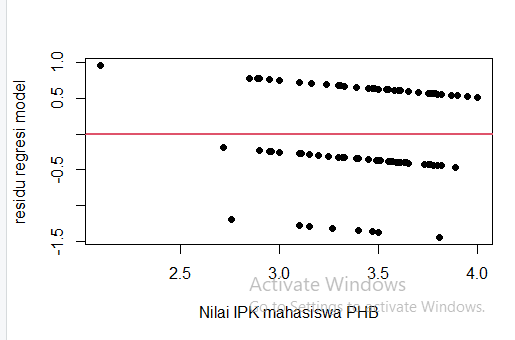 residu regresi model
1.0
0.5
-0.5
-1.5
2.5
3.0
3.5
4.0
Activate Windows
Go to Settings to activate Windows.
Nilai IPK mahasiswa PHB